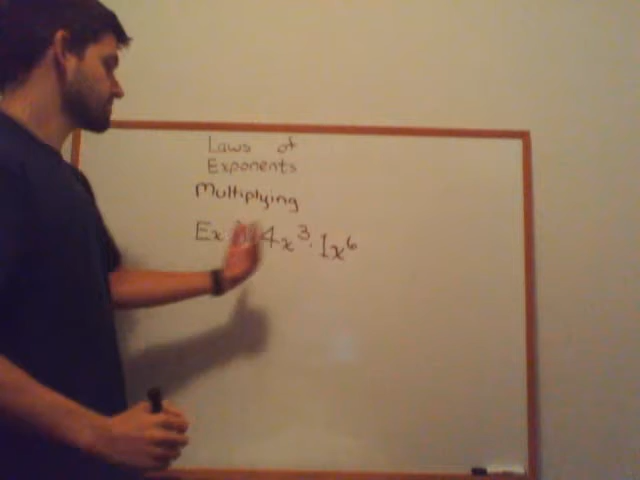 Laws of
Exponents
Multiplying
Ex 4x³·1x⁶